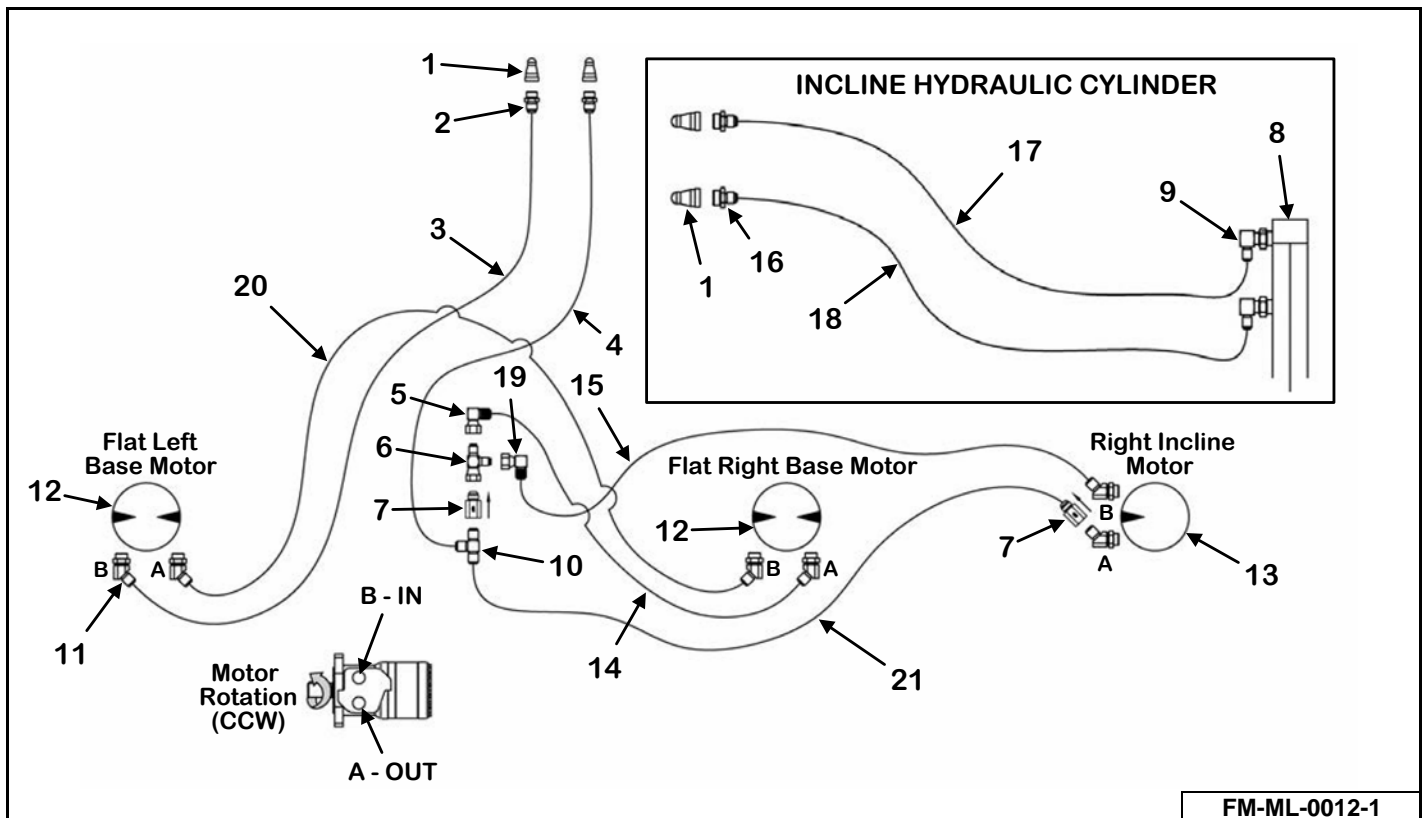 1
2
3
20
4
INCLINE HYDRAULIC CYLINDER
8
17
9
1
16
18
19
15
5
6
7
10
Flat Left
Base Motor
12
B
A
11
Flat Right Base Motor
12
B
A
Right Incline
Motor
7
B
A
13
14
21
B - IN
Motor
Rotation
(CCW)
A - OUT
FM-ML-0012-1